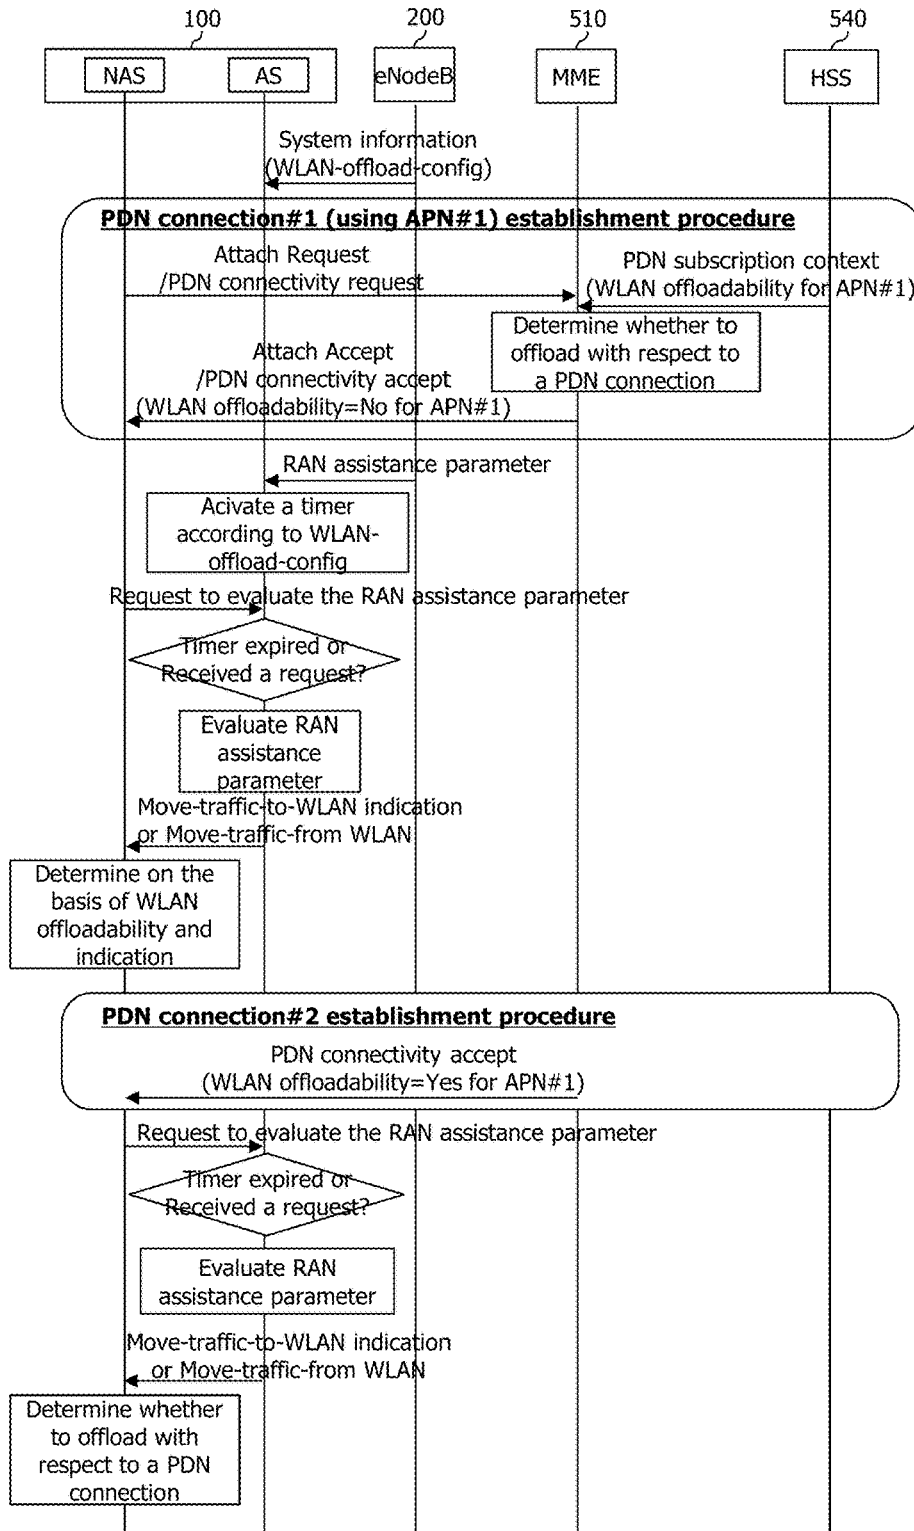 100
200
510
540
NAS
AS
eNodeB
MME
HSS
System information
(WLAN-offload-config)
PDN connection#1 (using APN#1) establishment procedure
Attach Request
/PDN connectivity request
PDN subscription context
(WLAN offloadability for APN#1)
Determine whether to
offload with respect to
a PDN connection
Attach Accept
/PDN connectivity accept
(WLAN offloadability=No for APN#1)
RAN assistance parameter
Acivate a timer
according to WLAN-
offload-config
Request to evaluate the RAN assistance parameter
Timer expired or
Received a request?
Evaluate RAN
assistance
parameter
Move-traffic-to-WLAN indication
or Move-traffic-from WLAN
Determine on the
basis of WLAN
offloadability and
indication
PDN connection#2 establishment procedure
PDN connectivity accept
(WLAN offloadability=Yes for APN#1)
Request to evaluate the RAN assistance parameter
Timer expired or
Received a request?
Evaluate RAN
assistance parameter
Move-traffic-to-WLAN indication
or Move-traffic-from WLAN
Determine whether
to offload with
respect to a PDN
connection